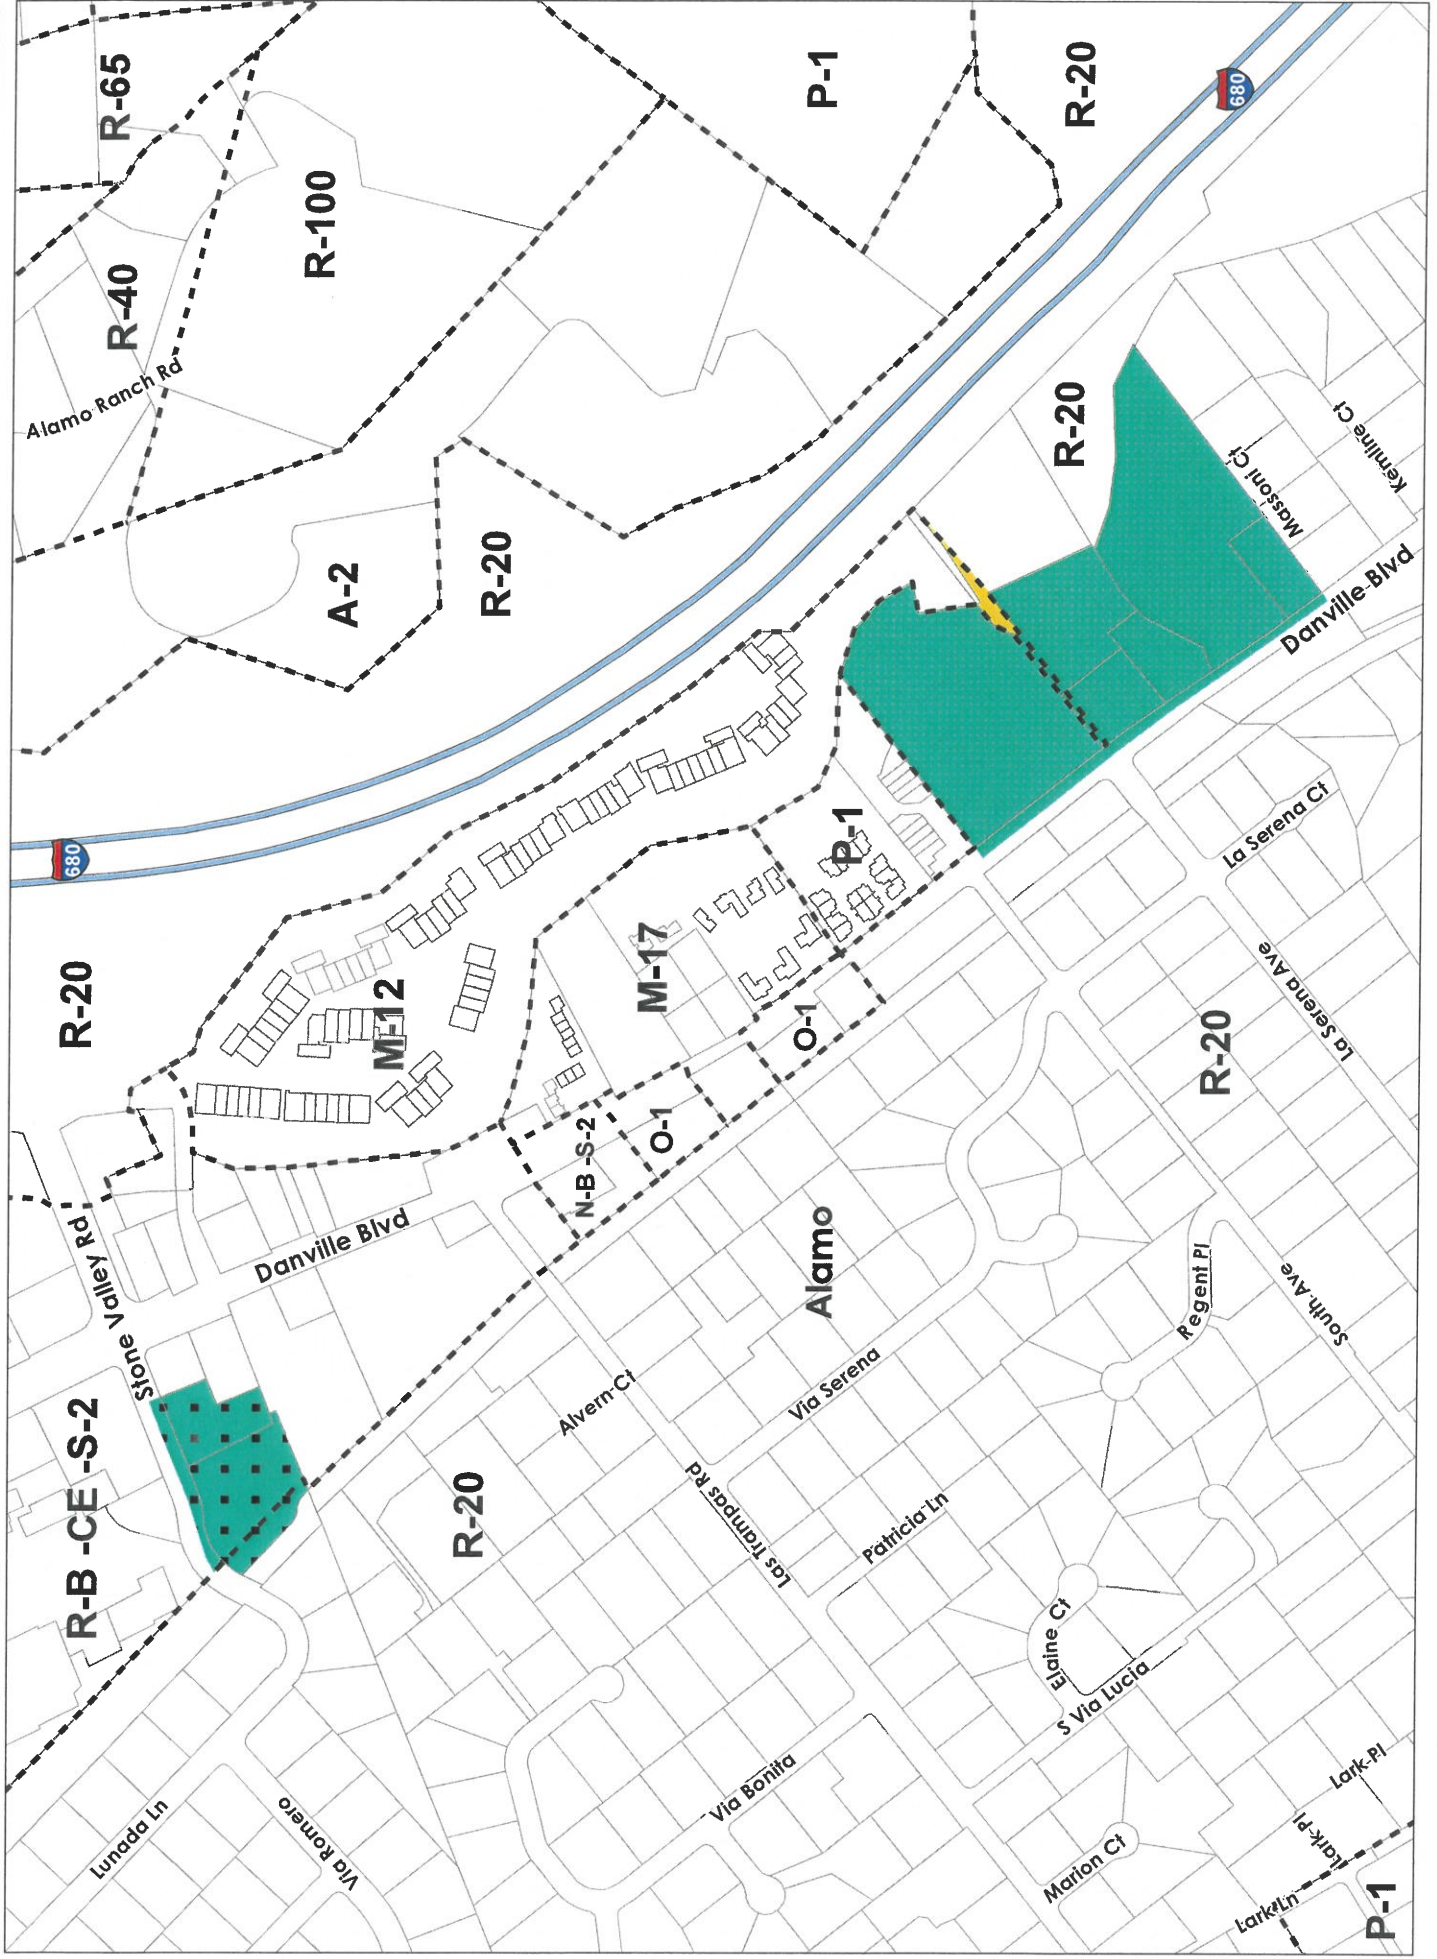 R-65
R-40
R-100
P-1
R-20
680
Alamo Ranch Rd
A-2
R-20
R-20
Massoni Ct
Kemline Ct
Danville Blvd
680
R-20
M-12
M-17
P-1
O-1
O-1
N-B -S-2
La Serena Ct
La Serena Ave
R-20
Stone Valley Rd
Danville Blvd
Alamo
Regent Pl
South Ave
R-B -CE -S-2
R-20
Alvern Ct
Via Serena
Las Trampas Rd
Patricia Ln
Elaine Ct
S Via Lucia
Lunada Ln
Via Romero
Via Bonita
Marion Ct
Lark Pl
Lark Pl
Lark Ln
P-1